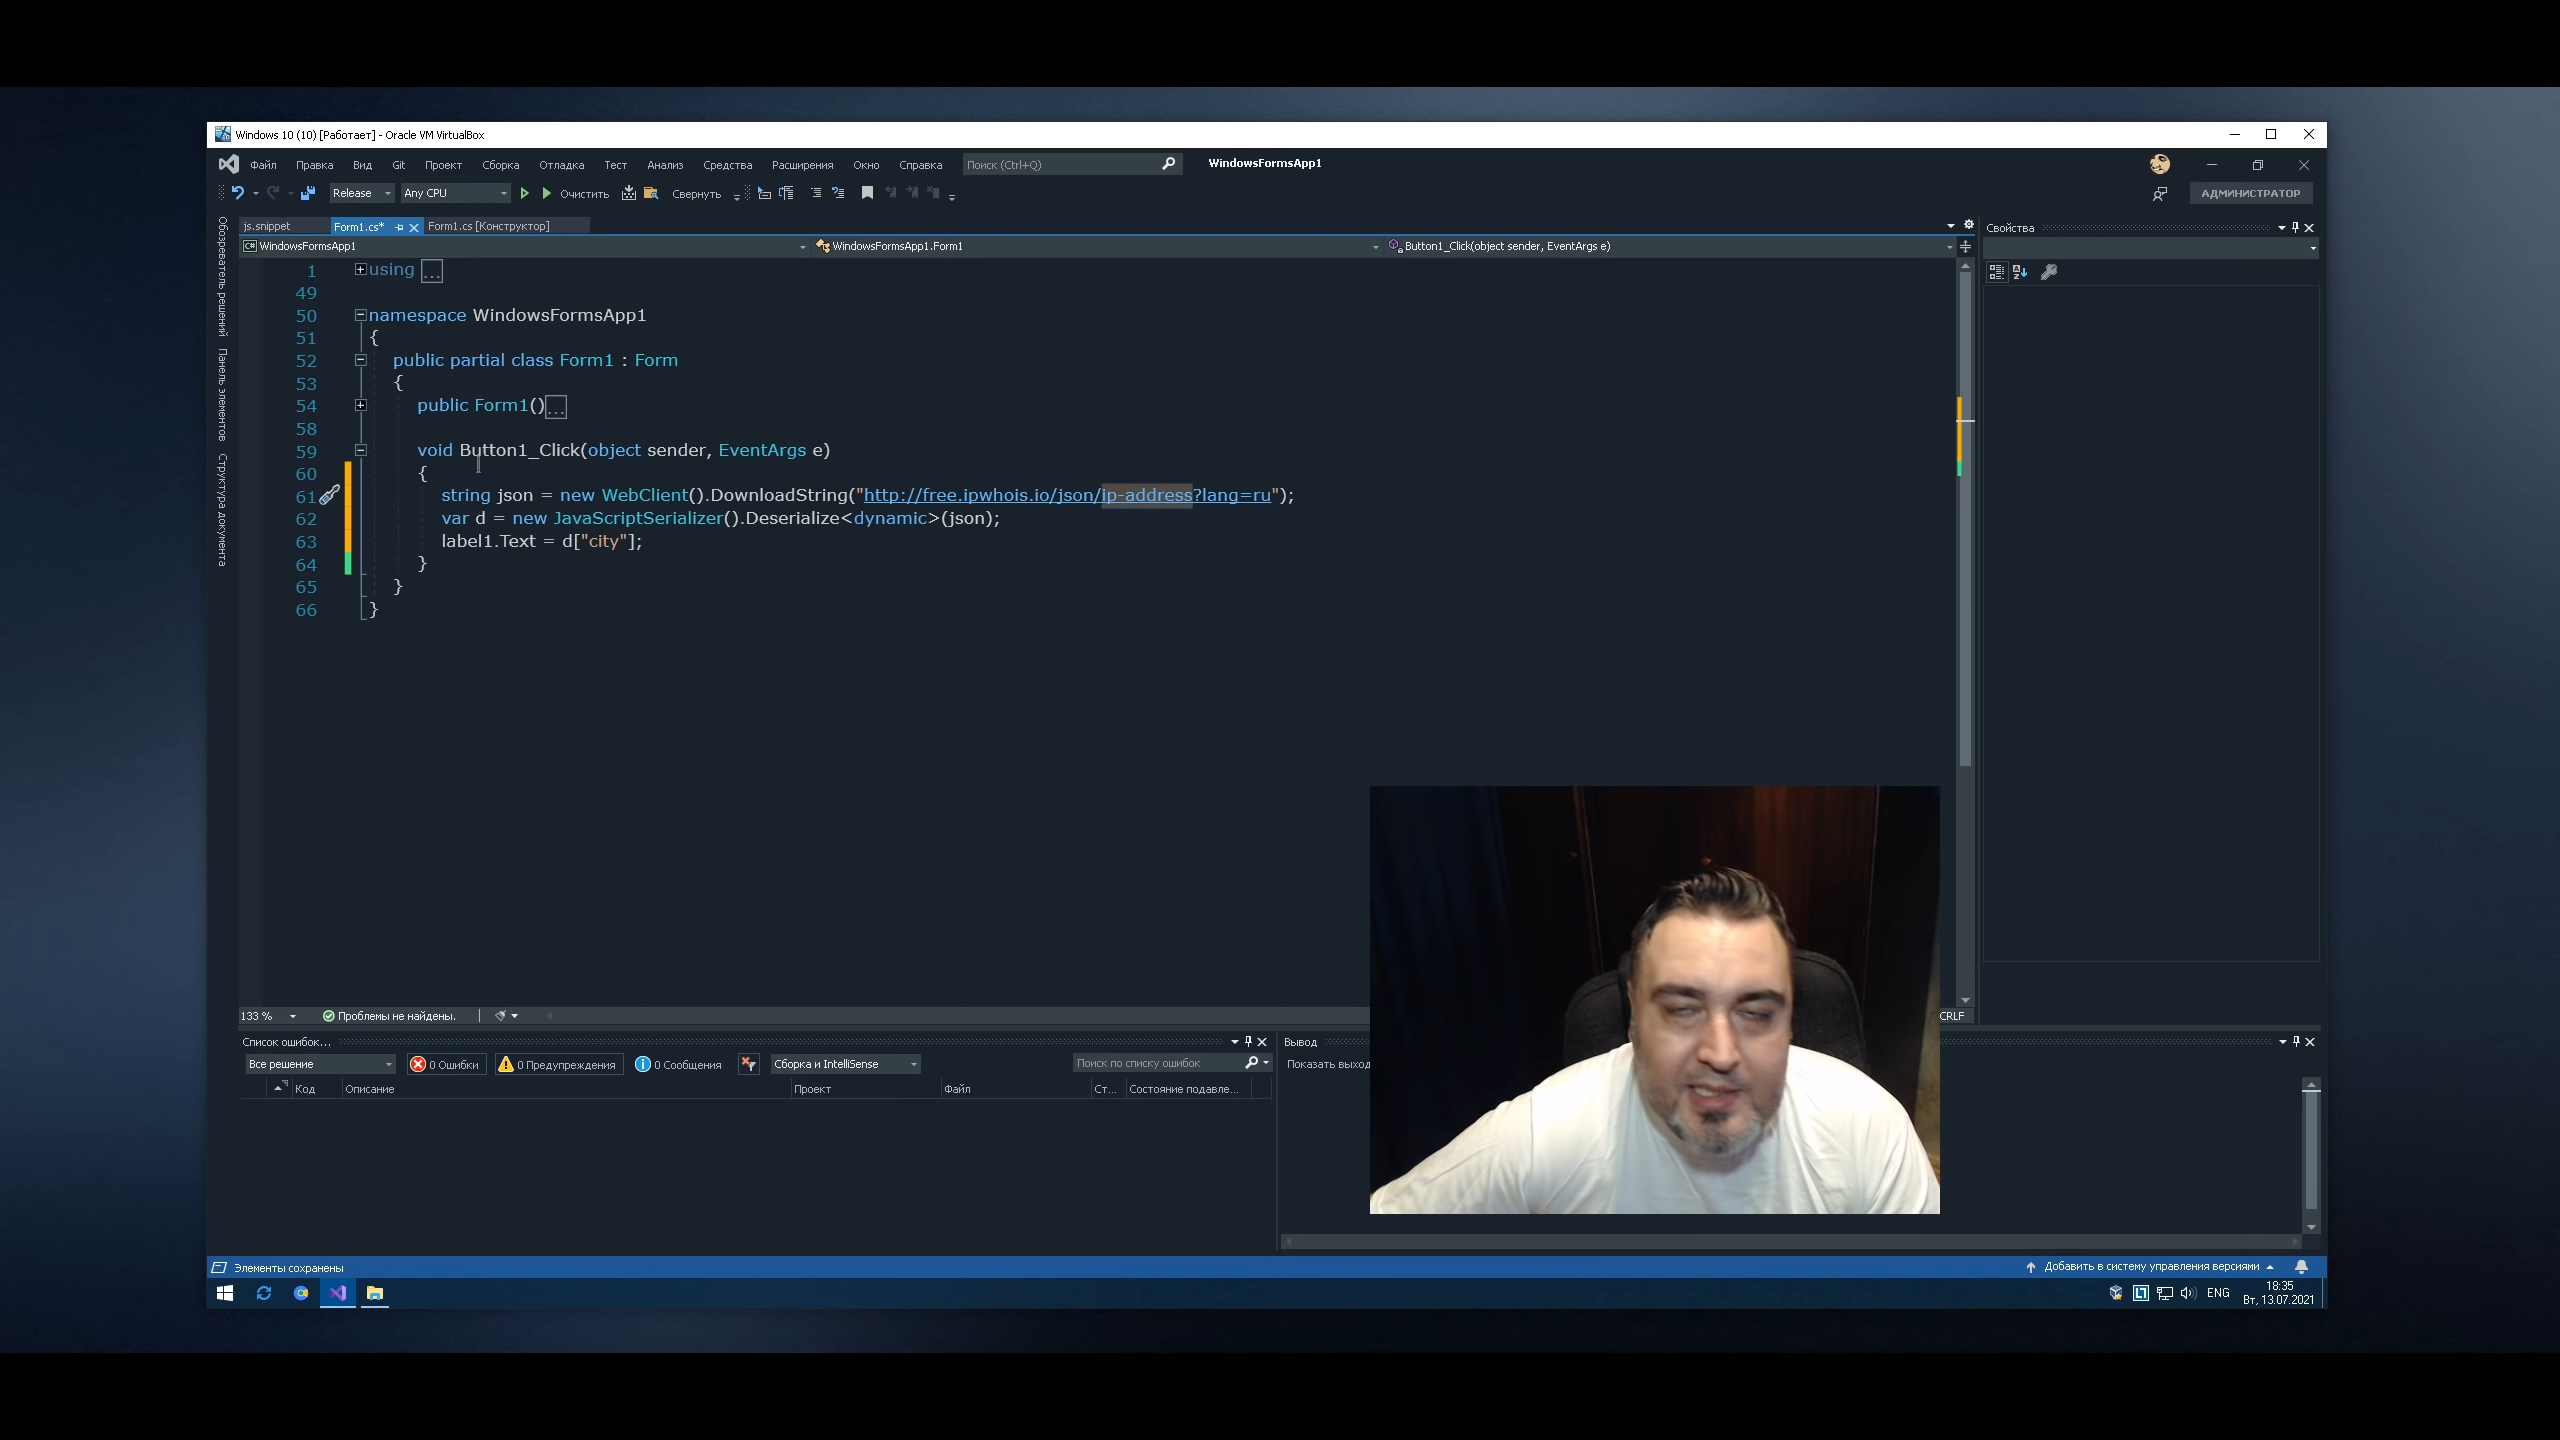 Windows 10 (10) [Работает] - Oracle VM VirtualBox
Файл Правка Вид Git Проект Сборка Отладка Тест Анализ Средства Расширения Окно Справка Поиск (Ctrl+Q) WindowsFormsApp1
Release Any CPU Очистить Свернуть АДМИНИСТРАТОР
js.snippet Form1.cs* Form1.cs [Конструктор]
WindowsFormsApp1 WindowsFormsApp1.Form1 Button1_Click(object sender, EventArgs e)
Обозреватель решений
Панель элементов
Структура документа
Свойства
1 using ...
49
50 namespace WindowsFormsApp1
51 {
52 public partial class Form1 : Form
53 {
54 public Form1()...
58
59 void Button1_Click(object sender, EventArgs e)
60 {
61 string json = new WebClient().DownloadString("http://free.ipwhois.io/json/ip-address?lang=ru");
62 var d = new JavaScriptSerializer().Deserialize<dynamic>(json);
63 label1.Text = d["city"];
64 }
65 }
66 }
133 % Проблемы не найдены. CRLF
Список ошибок...
Все решение 0 Ошибки 0 Предупреждения 0 Сообщения Сборка и IntelliSense Поиск по списку ошибок
Код Описание Проект Файл Ст... Состояние подавле...
Вывод
Показать выход
Элементы сохранены Добавить в систему управления версиями
ENG 18:35
Вт, 13.07.2021